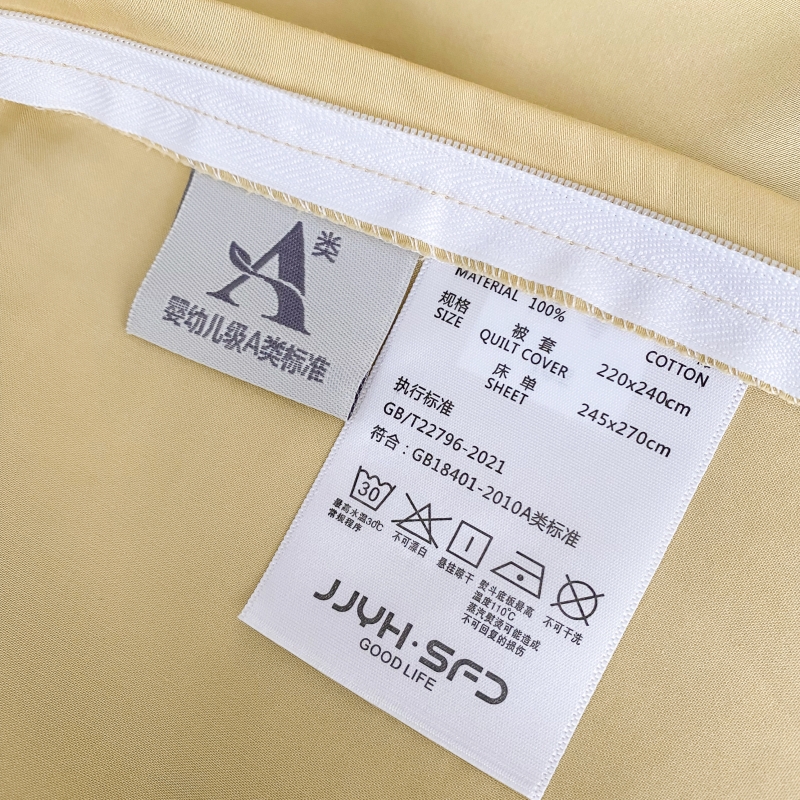 A类
婴幼儿级A类标准
MATERIAL 100%
COTTON
规格
SIZE
被套
QUILT COVER 220x240cm
床单
SHEET 245x270cm
执行标准
GB/T22796-2021
符合：GB18401-2010A类标准
30
最高水温30℃
常规程序
不可漂白
悬挂晾干
熨斗底板最高
温度110℃
蒸汽熨烫可能造成
不可回复的损伤
不可干洗
JJYH·SFD
GOOD LIFE